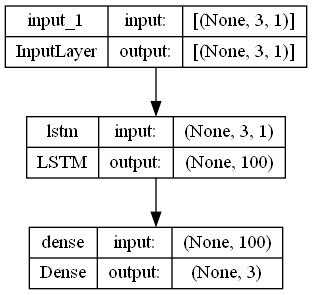 input_1 input: [(None, 3, 1)]
InputLayer output: [(None, 3, 1)]
lstm input: (None, 3, 1)
LSTM output: (None, 100)
dense input: (None, 100)
Dense output: (None, 3)